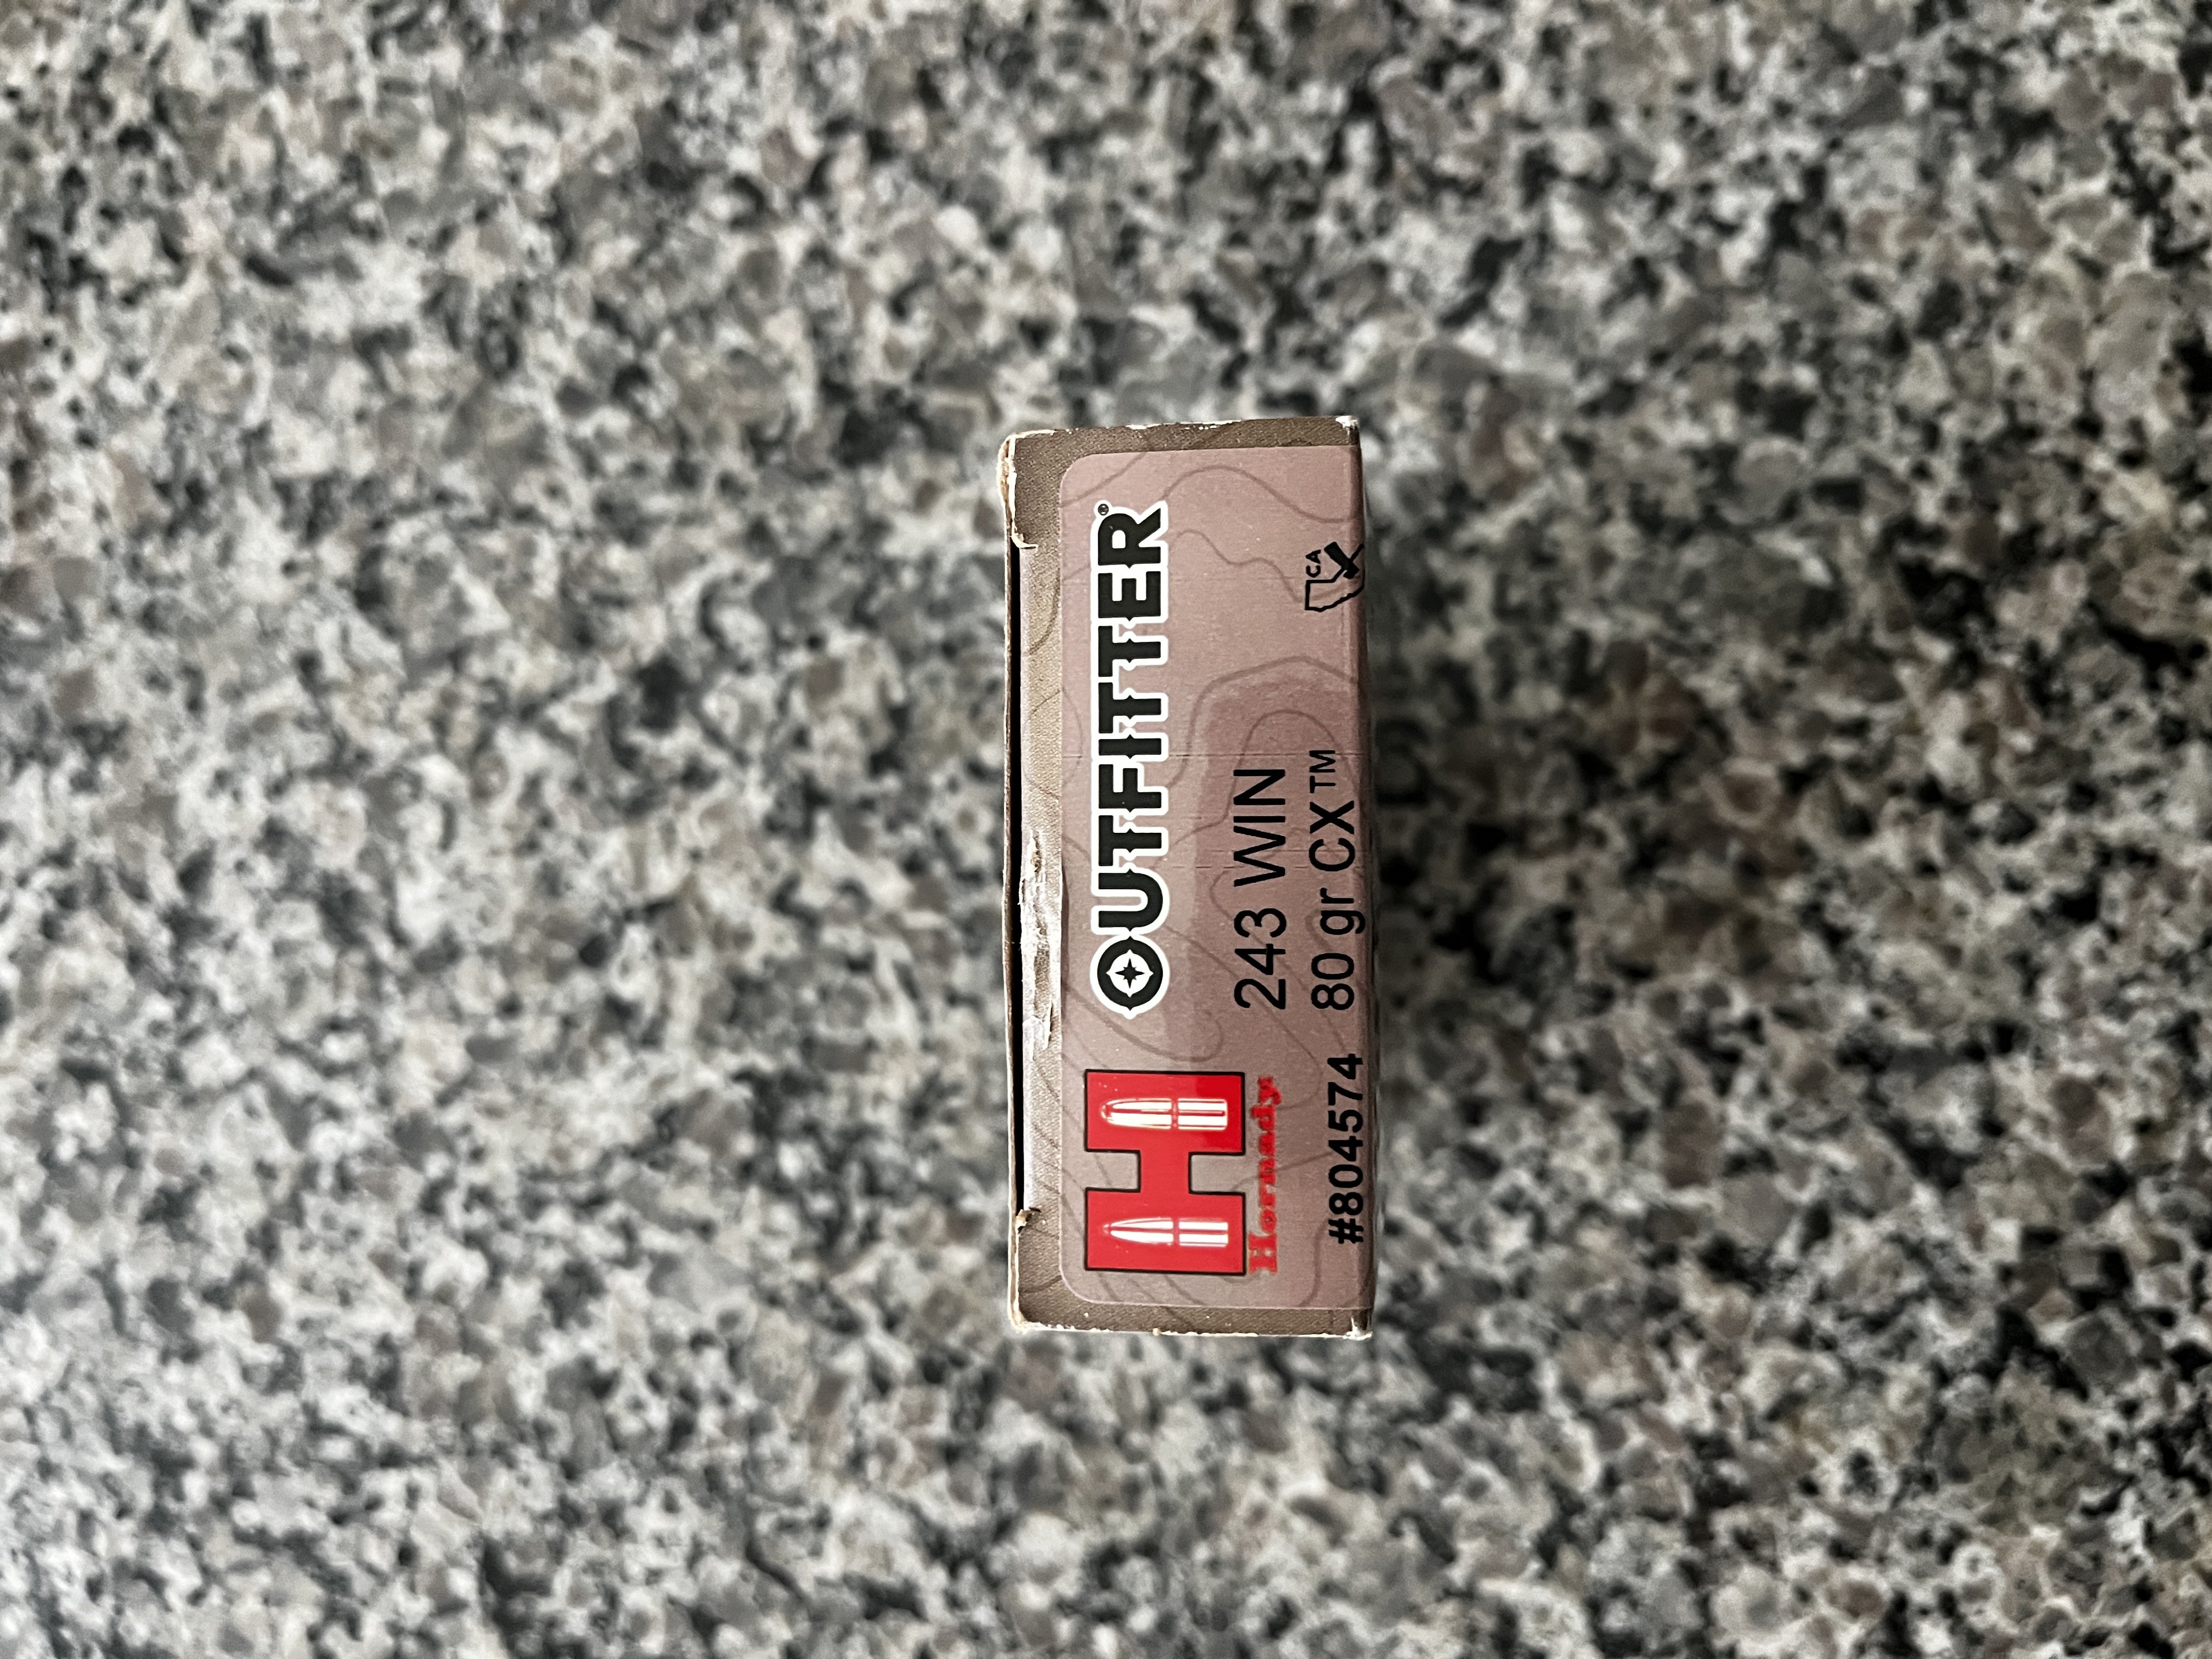 OUTFITTER®
Hornady®
243 WIN
80 gr CX™
#804574
CA